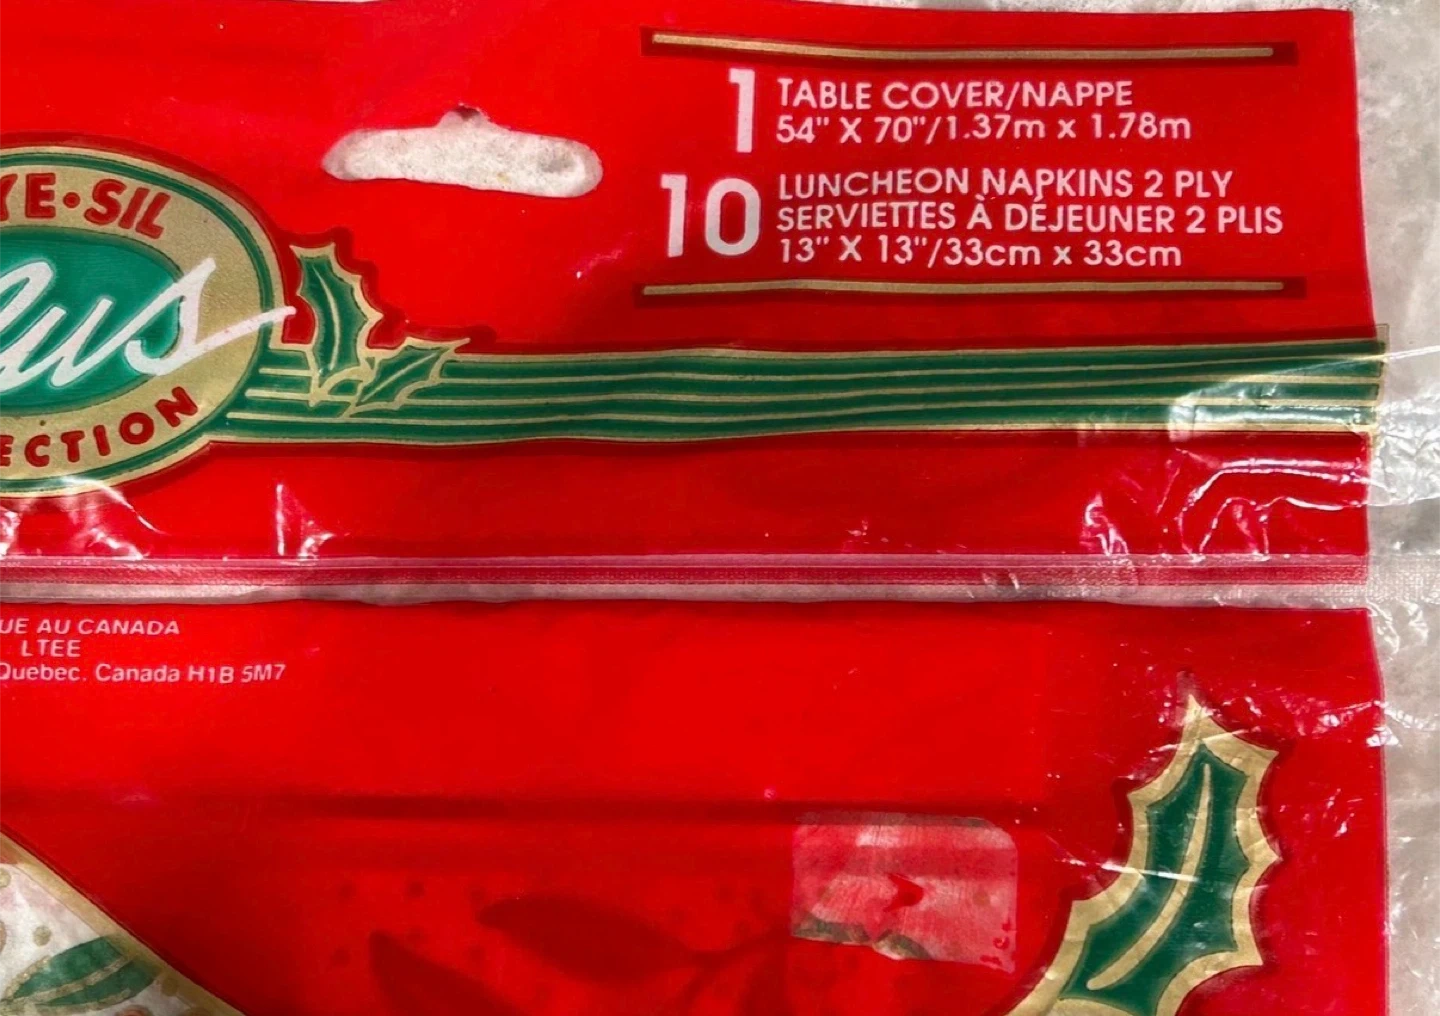 1 TABLE COVER/NAPPE
54" X 70"/1.37m x 1.78m
10 LUNCHEON NAPKINS 2 PLY
SERVIETTES À DÉJEUNER 2 PLIS
13" X 13"/33cm x 33cm
YE•SIL
ECTION
UE AU CANADA
LTEE
Quebec. Canada H1B 5M7